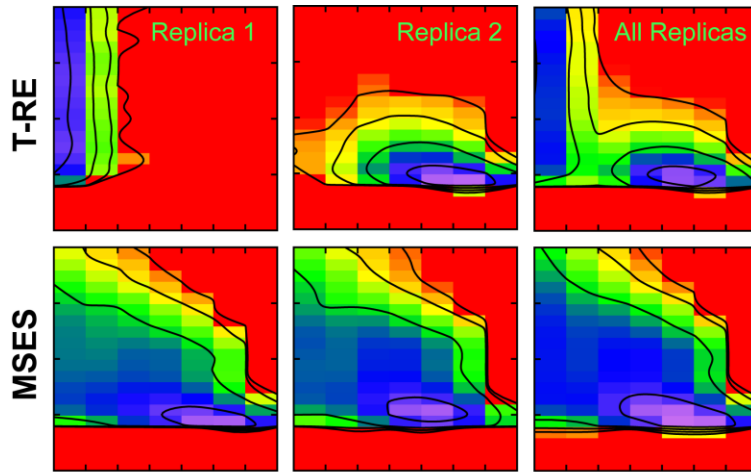 Replica 1
Replica 2
All Replicas
T-RE
MSES